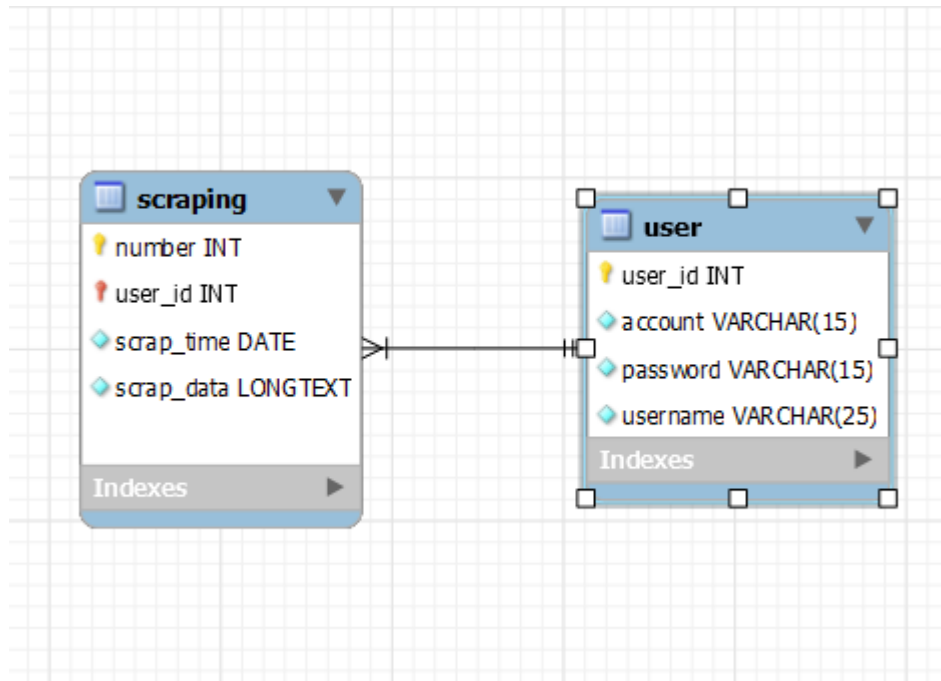 scraping
number INT
user_id INT
scrap_time DATE
scrap_data LONGTEXT
Indexes
user
user_id INT
account VARCHAR(15)
password VARCHAR(15)
username VARCHAR(25)
Indexes